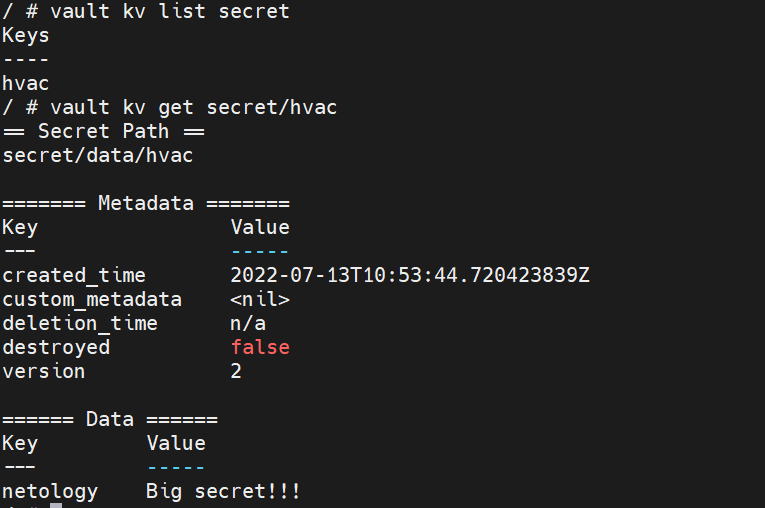 / # vault kv list secret
Keys
----
hvac
/ # vault kv get secret/hvac
== Secret Path ==
secret/data/hvac
======= Metadata =======
Key Value
--- -----
created_time 2022-07-13T10:53:44.720423839Z
custom_metadata <nil>
deletion_time n/a
destroyed false
version 2
====== Data ======
Key Value
--- -----
netology Big secret!!!
/ #